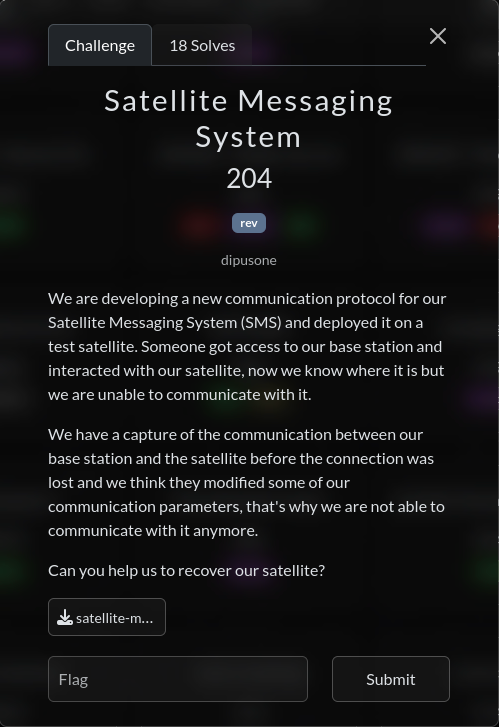 Challenge
18 Solves
Satellite Messaging
System
204
rev
dipusone
We are developing a new communication protocol for our
Satellite Messaging System (SMS) and deployed it on a
test satellite. Someone got access to our base station and
interacted with our satellite, now we know where it is but
we are unable to communicate with it.
We have a capture of the communication between our
base station and the satellite before the connection was
lost and we think they modified some of our
communication parameters, that's why we are not able to
communicate with it anymore.
Can you help us to recover our satellite?
satellite-m...
Flag
Submit